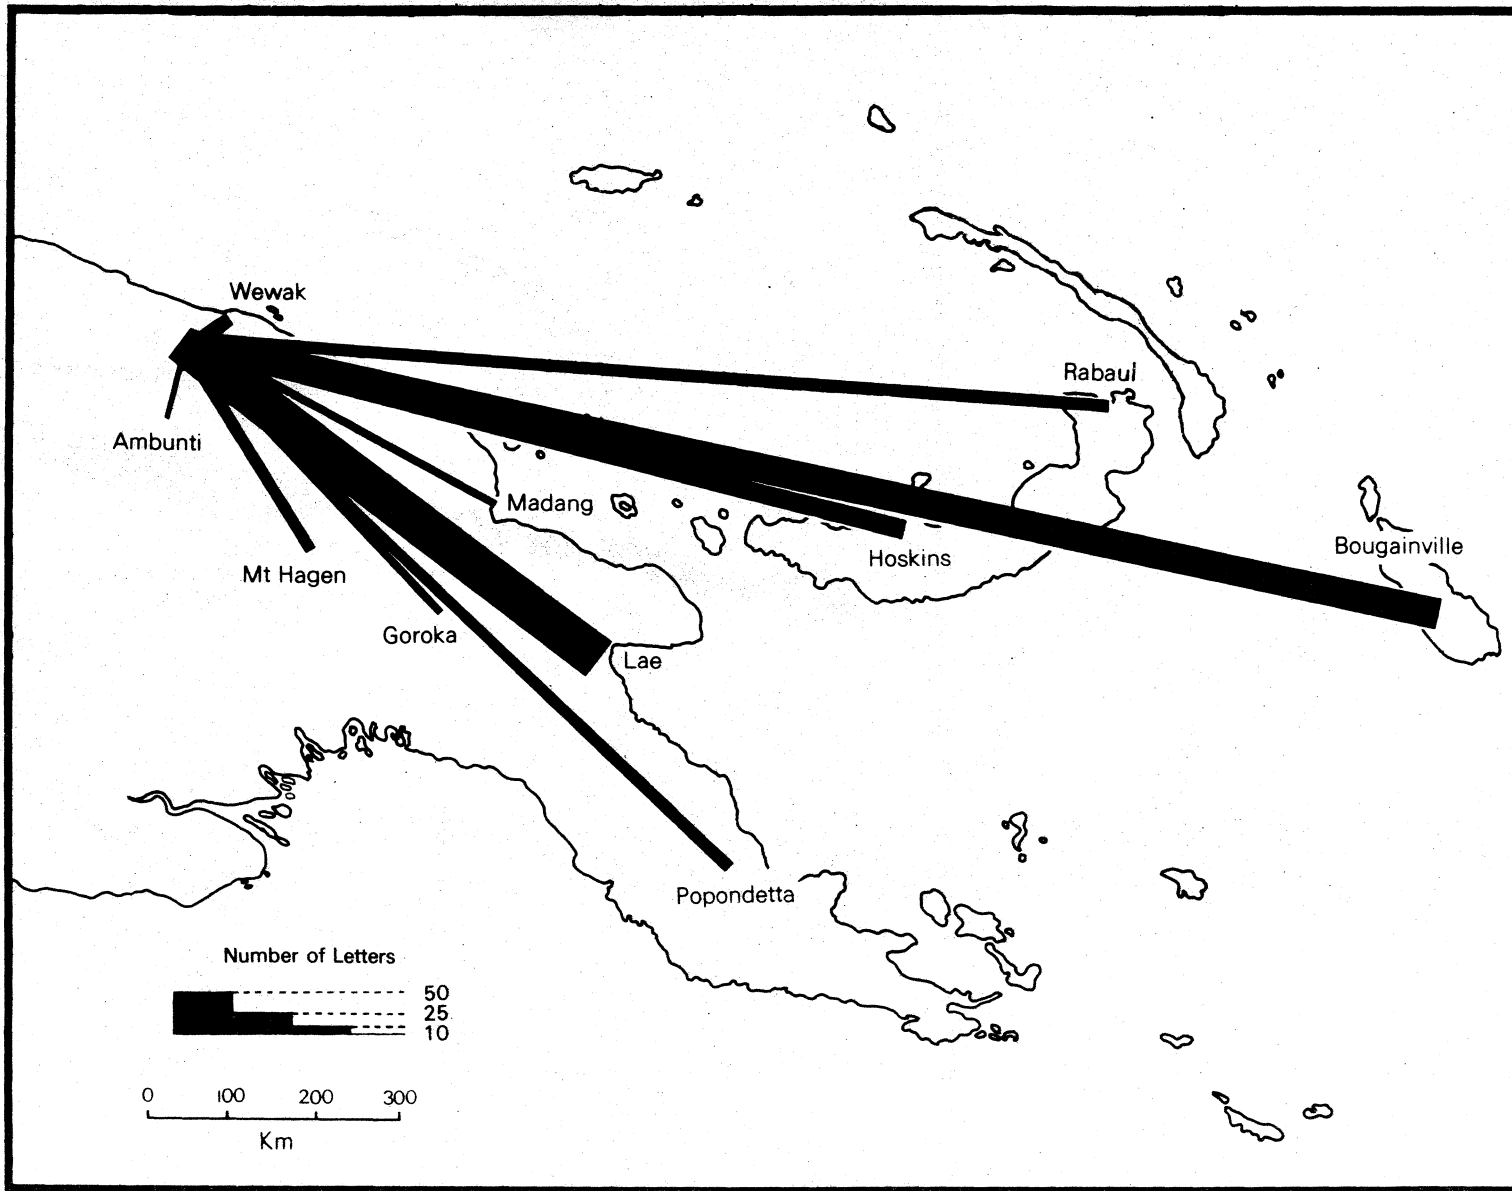 Wewak
Rabaul
Ambunti
Madang
Bougainville
Hoskins
Mt Hagen
Goroka
Lae
Popondetta
Number of Letters
50
25
10
0 100 200 300
Km